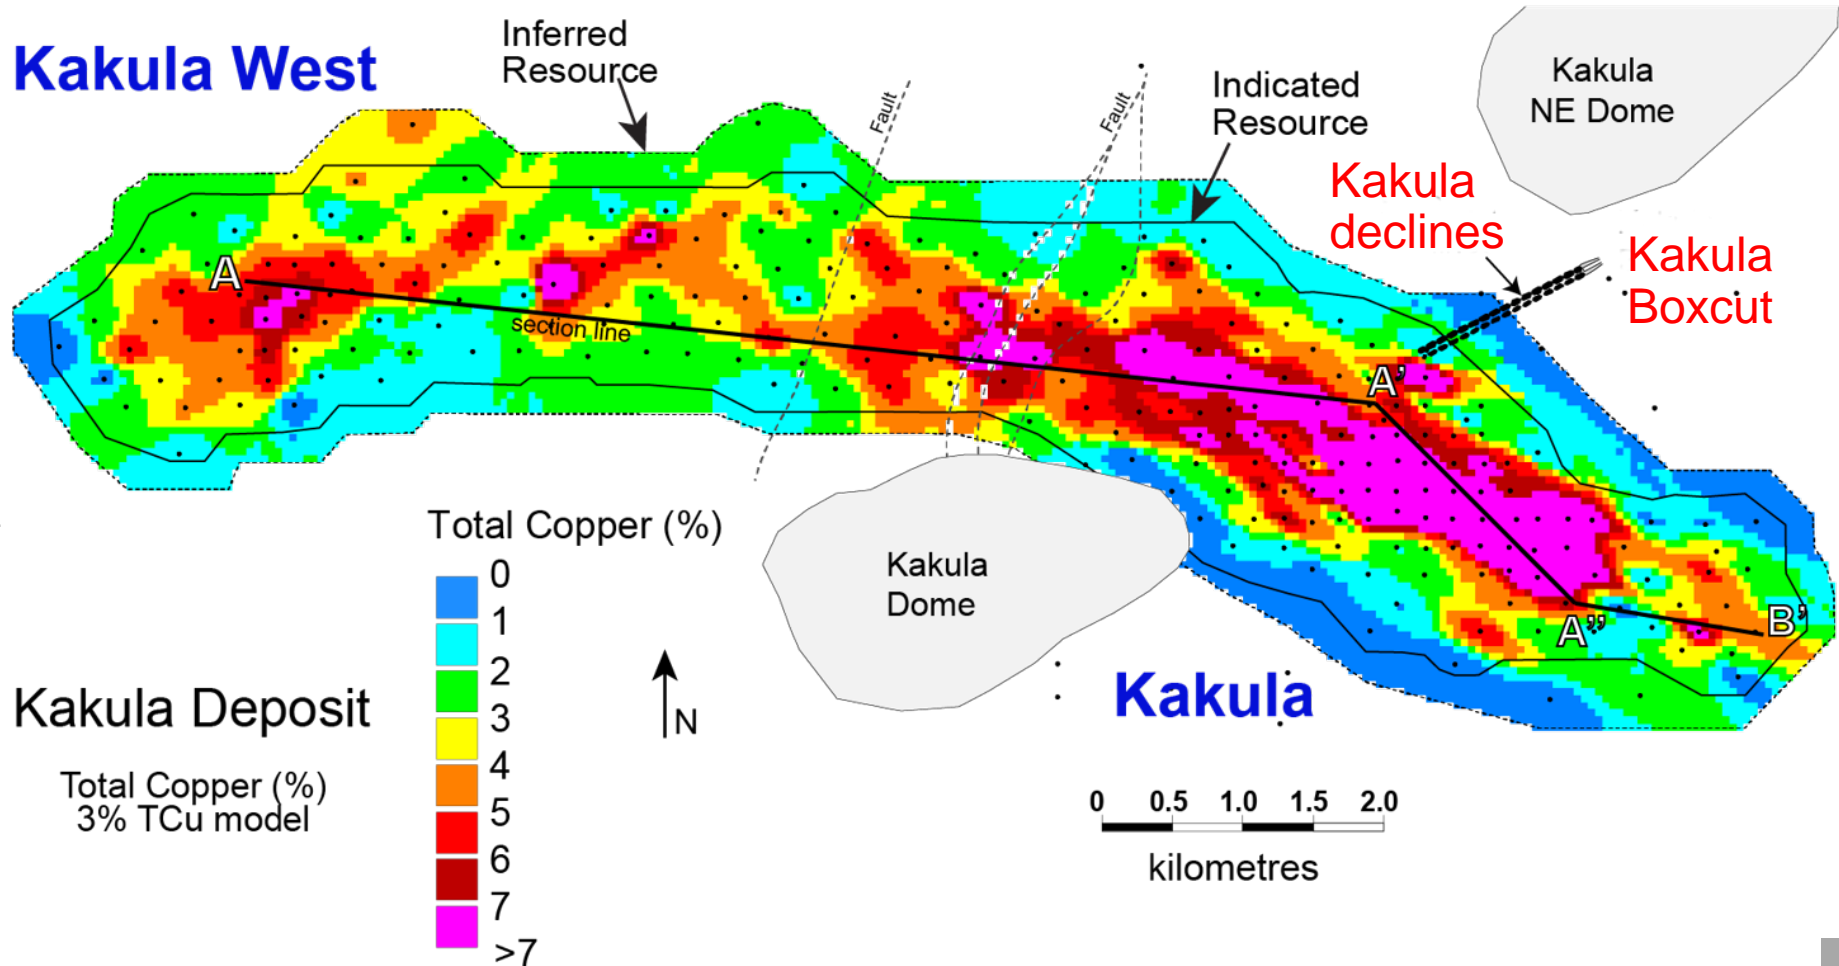 Kakula West
Inferred
Resource
Fault
Fault
Indicated
Resource
Kakula
NE Dome
Kakula
declines
Kakula
Boxcut
A
section line
A'
A”
B'
Kakula
Dome
Kakula
Total Copper (%)
0
1
2
3
4
5
6
7
>7
Kakula Deposit
Total Copper (%)
3% TCu model
N
0 0.5 1.0 1.5 2.0
kilometres